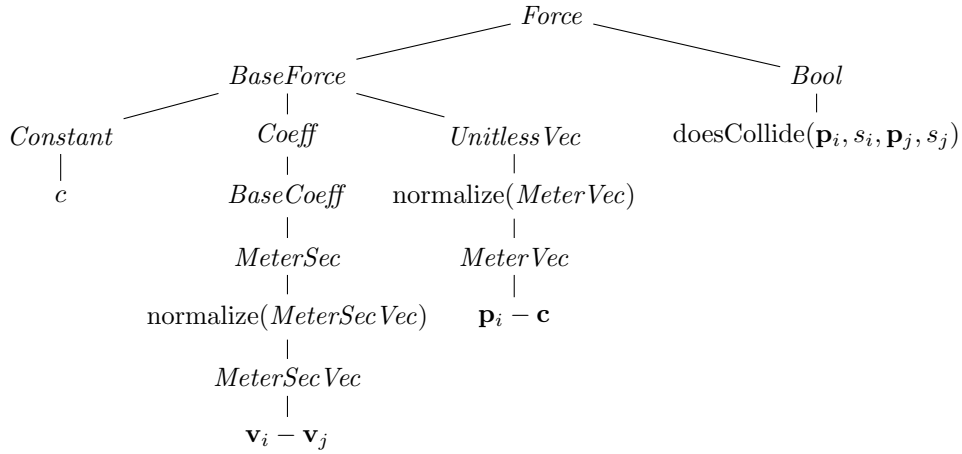 Force
BaseForce Bool
Constant Coeff UnitlessVec doesCollide(𝐩ᵢ, sᵢ, 𝐩ⱼ, sⱼ)
c BaseCoeff normalize(MeterVec)
MeterSec MeterVec
normalize(MeterSecVec) 𝐩ᵢ − 𝐜
MeterSecVec
𝐯ᵢ − 𝐯ⱼ